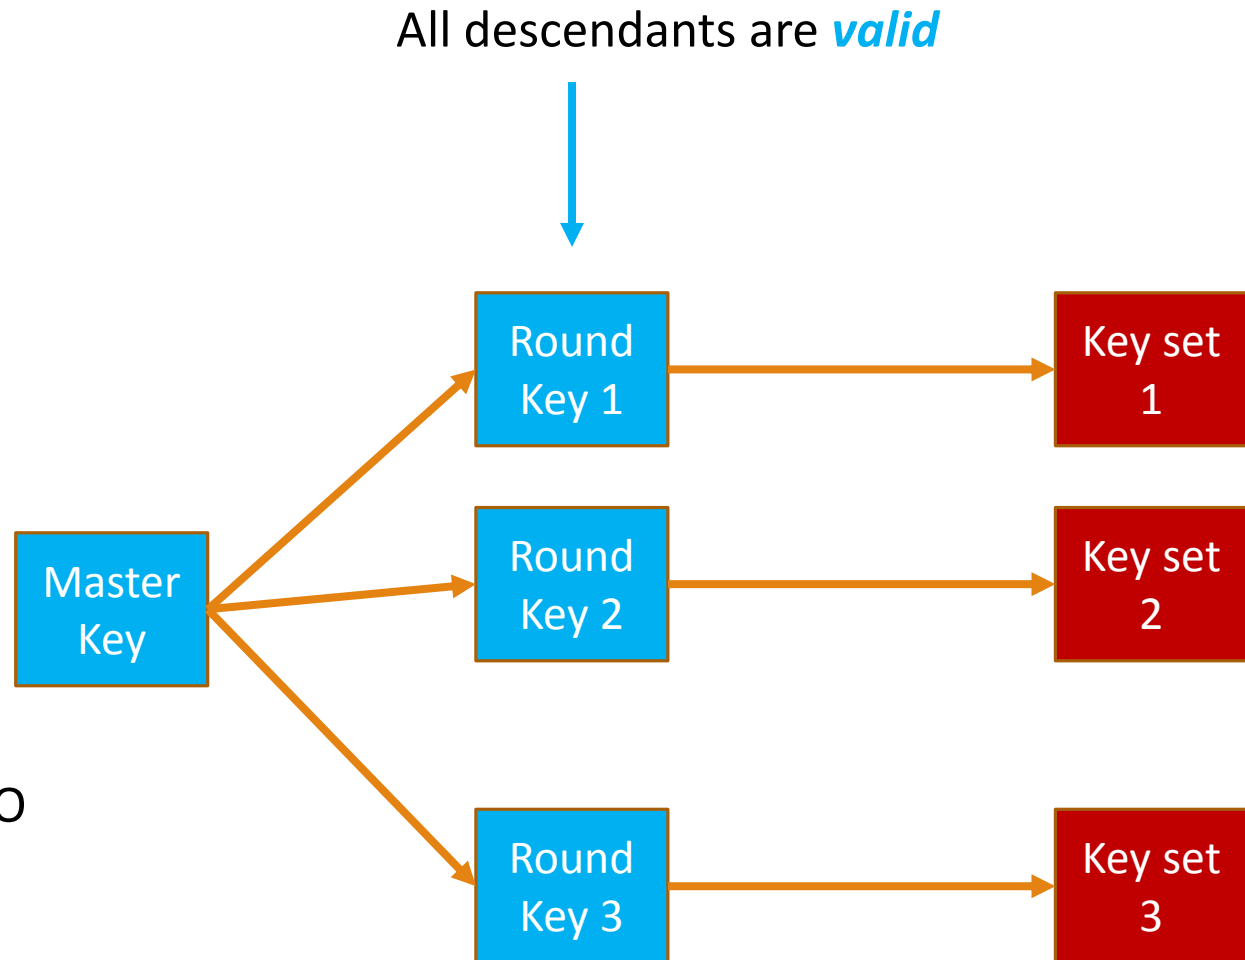 All descendants are valid
Round
Key 1
Key set
1
Master
Key
Round
Key 2
Key set
2
O
Round
Key 3
Key set
3